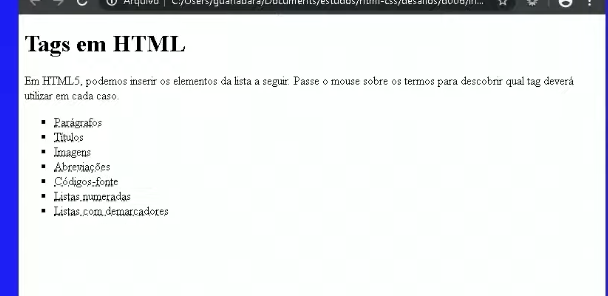 Arquivo | C:/Users/guanabara/Documents/estudos/html-css/desafios/d006/in...
Tags em HTML
Em HTML5, podemos inserir os elementos da lista a seguir. Passe o mouse sobre os termos para descobrir qual tag deverá
utilizar em cada caso.
Parágrafos
Títulos
Imagens
Abreviações
Códigos-fonte
Listas numeradas
Listas com demarcadores